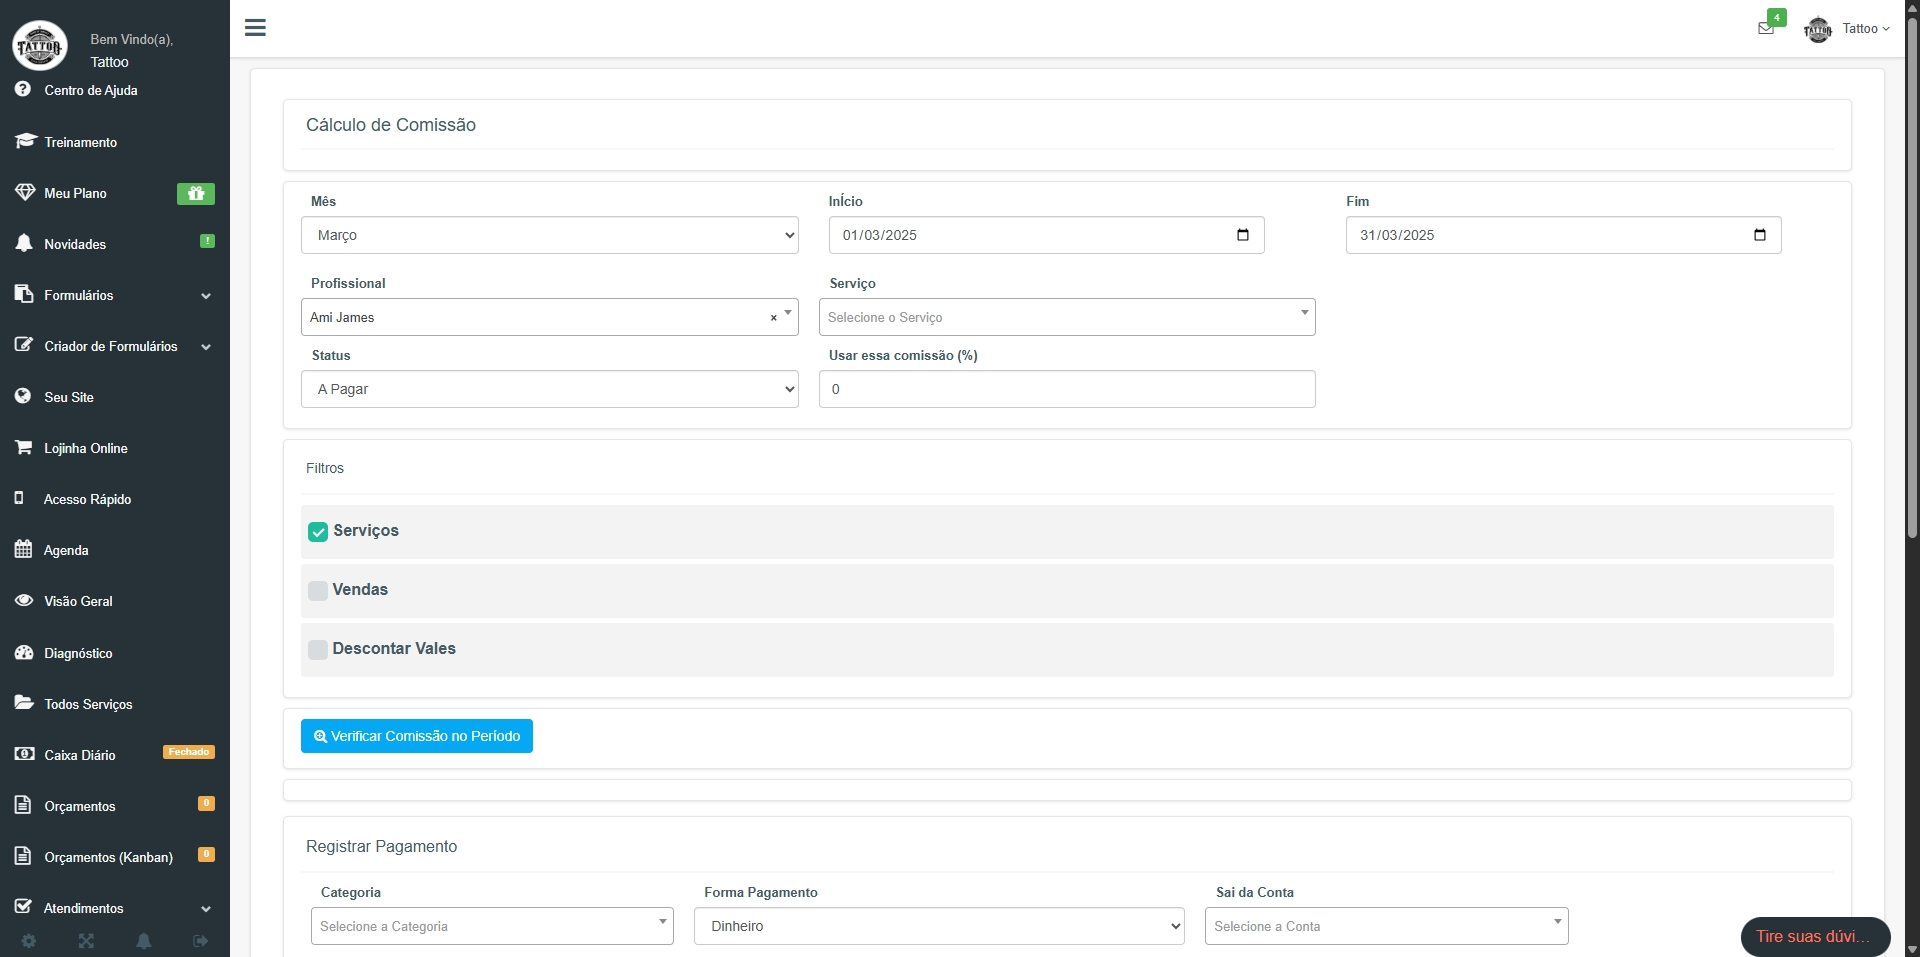 TATTOO
Bem Vindo(a),
Tattoo
Centro de Ajuda
Treinamento
Meu Plano
Novidades
!
Formulários
Criador de Formulários
Seu Site
Lojinha Online
Acesso Rápido
Agenda
Visão Geral
Diagnóstico
Todos Serviços
Caixa Diário
Fechado
Orçamentos
0
Orçamentos (Kanban)
0
Atendimentos
4
TATTOO
Tattoo
Cálculo de Comissão
Mês
InÍcio
Fim
Março
01/03/2025
31/03/2025
Profissional
Serviço
Ami James
×
Selecione o Serviço
Status
Usar essa comissão (%)
A Pagar
0
Filtros
Serviços
Vendas
Descontar Vales
Verificar Comissão no Período
Registrar Pagamento
Categoria
Forma Pagamento
Sai da Conta
Selecione a Categoria
Dinheiro
Selecione a Conta
Tire suas dúvi...